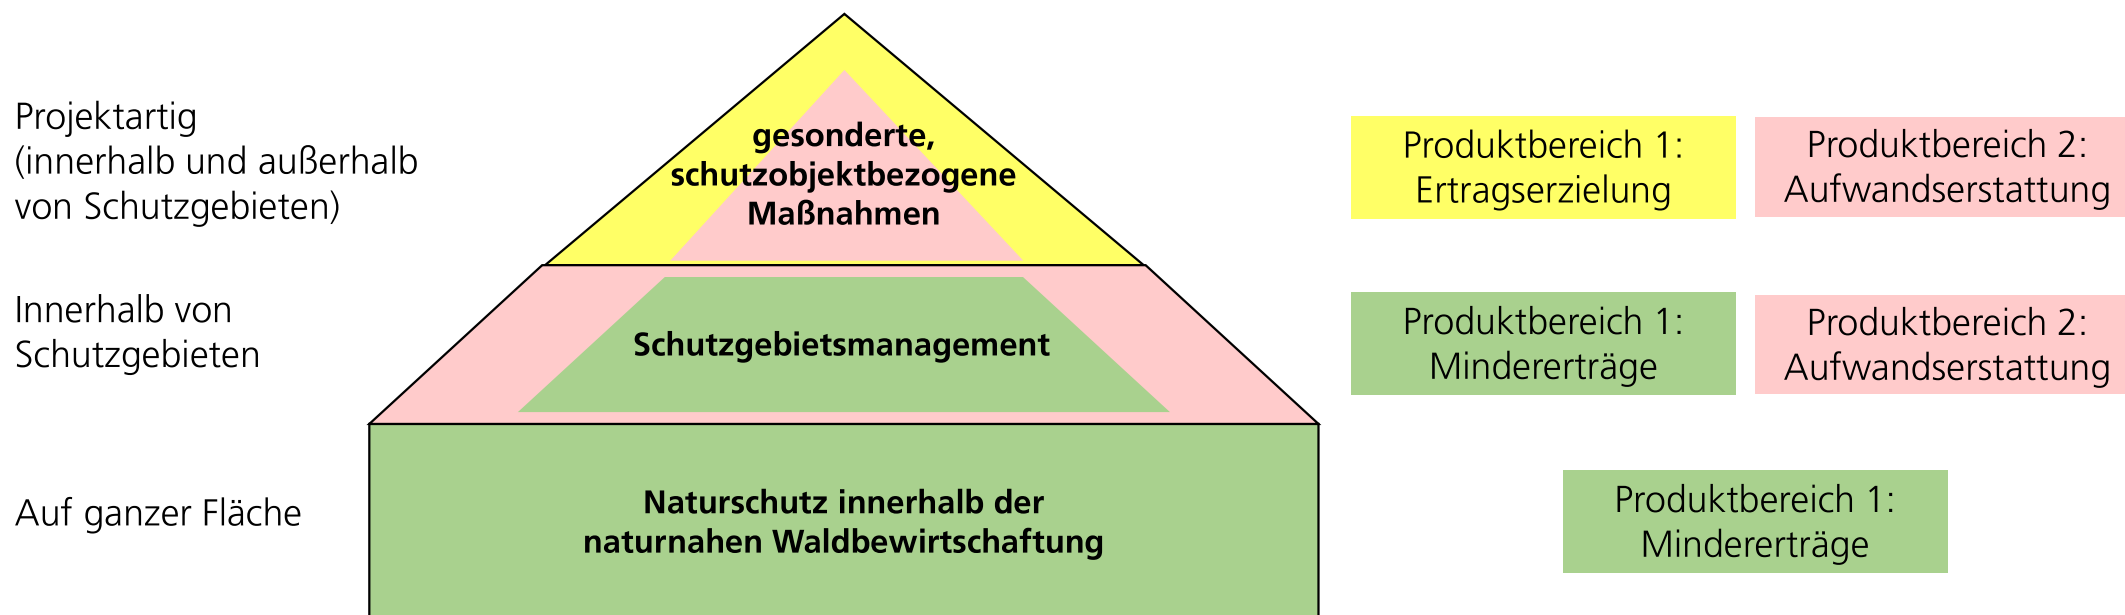 Projektartig
(innerhalb und außerhalb
von Schutzgebieten)
gesonderte,
schutzobjektbezogene
Maßnahmen
Produktbereich 1:
Ertragserzielung
Produktbereich 2:
Aufwandserstattung
Innerhalb von
Schutzgebieten
Schutzgebietsmanagement
Produktbereich 1:
Mindererträge
Produktbereich 2:
Aufwandserstattung
Auf ganzer Fläche
Naturschutz innerhalb der
naturnahen Waldbewirtschaftung
Produktbereich 1:
Mindererträge